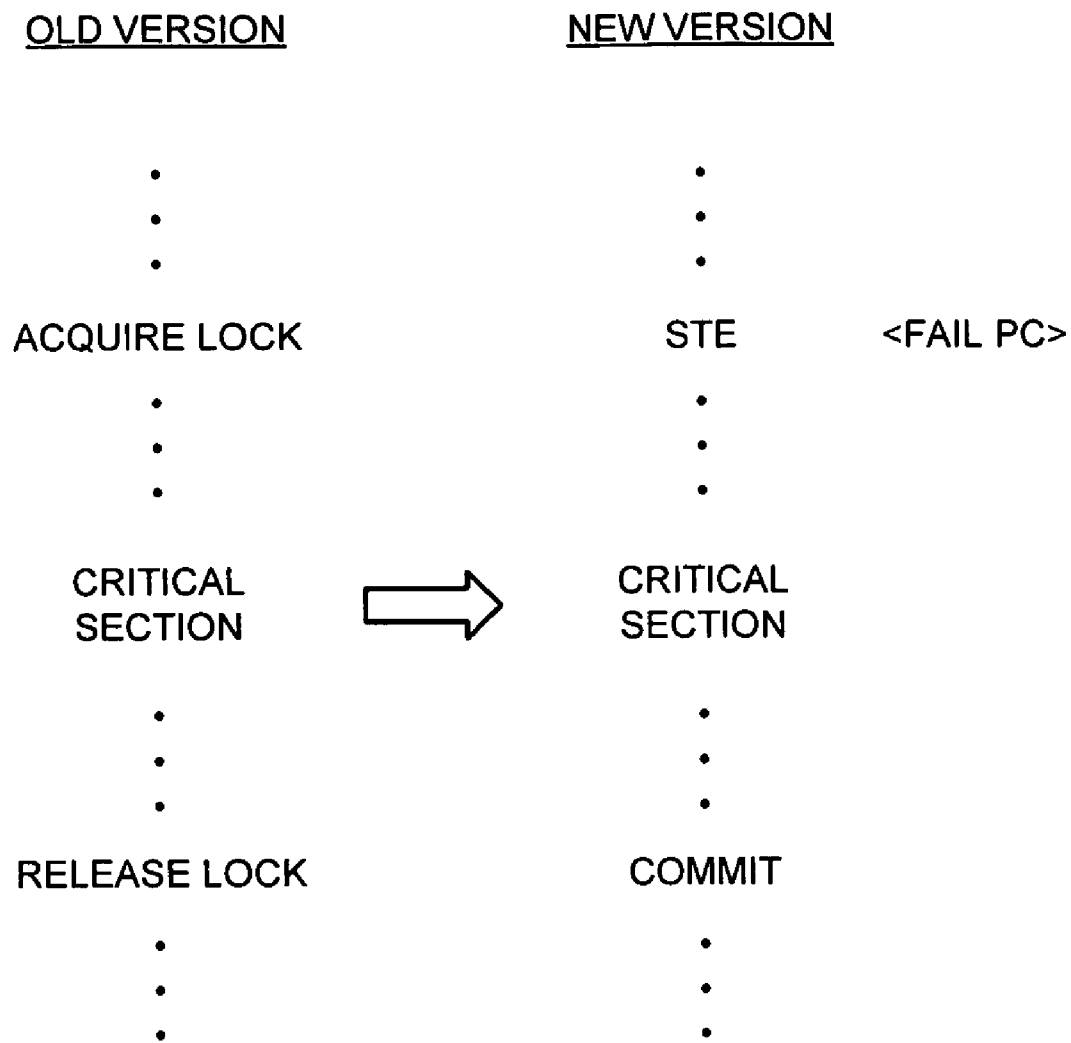 OLD VERSION
NEW VERSION
ACQUIRE LOCK
STE <FAIL PC>
CRITICAL
SECTION
CRITICAL
SECTION
RELEASE LOCK
COMMIT